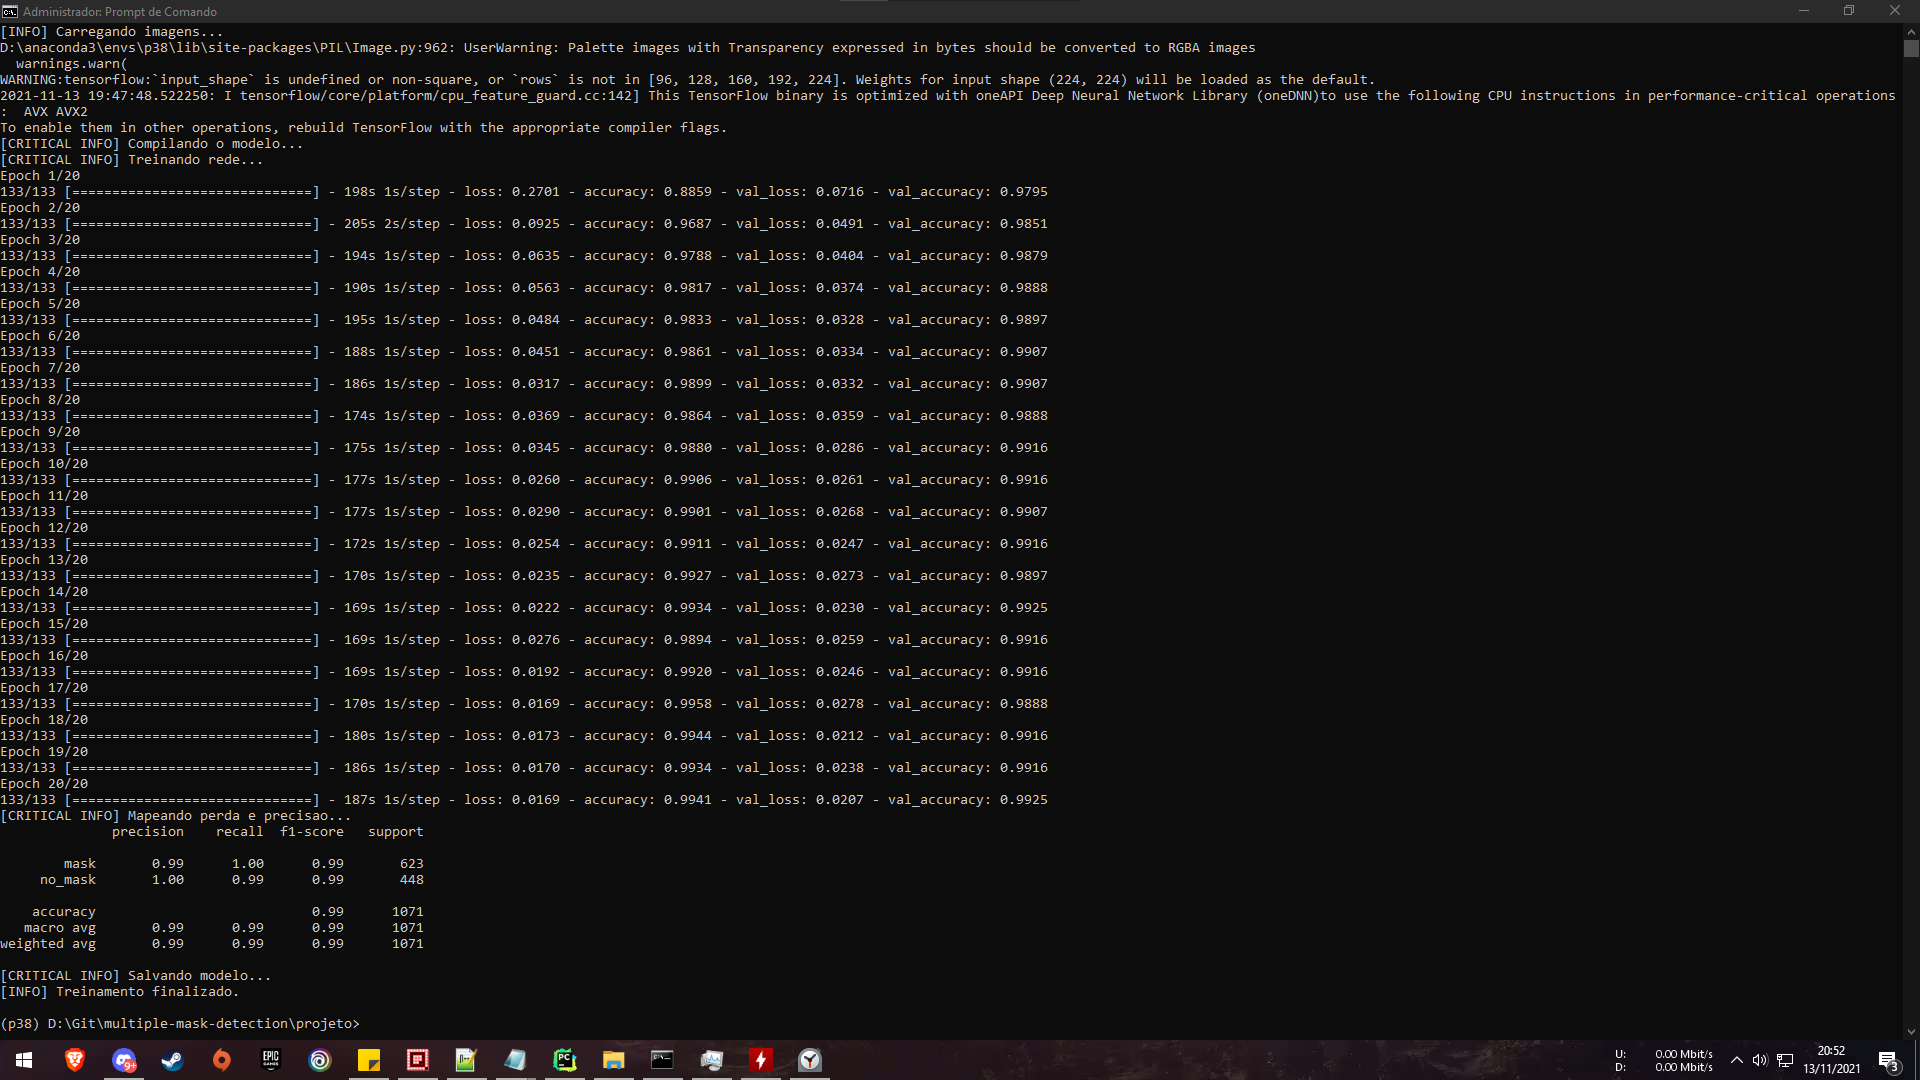 Administrador: Prompt de Comando
[INFO] Carregando imagens...
D:\anaconda3\envs\p38\lib\site-packages\PIL\Image.py:962: UserWarning: Palette images with Transparency expressed in bytes should be converted to RGBA images
  warnings.warn(
WARNING:tensorflow:`input_shape` is undefined or non-square, or `rows` is not in [96, 128, 160, 192, 224]. Weights for input shape (224, 224) will be loaded as the default.
2021-11-13 19:47:48.522250: I tensorflow/core/platform/cpu_feature_guard.cc:142] This TensorFlow binary is optimized with oneAPI Deep Neural Network Library (oneDNN)to use the following CPU instructions in performance-critical operations
:  AVX AVX2
To enable them in other operations, rebuild TensorFlow with the appropriate compiler flags.
[CRITICAL INFO] Compilando o modelo...
[CRITICAL INFO] Treinando rede...
Epoch 1/20
133/133 [==============================] - 198s 1s/step - loss: 0.2701 - accuracy: 0.8859 - val_loss: 0.0716 - val_accuracy: 0.9795
Epoch 2/20
133/133 [==============================] - 205s 2s/step - loss: 0.0925 - accuracy: 0.9687 - val_loss: 0.0491 - val_accuracy: 0.9851
Epoch 3/20
133/133 [==============================] - 194s 1s/step - loss: 0.0635 - accuracy: 0.9788 - val_loss: 0.0404 - val_accuracy: 0.9879
Epoch 4/20
133/133 [==============================] - 190s 1s/step - loss: 0.0563 - accuracy: 0.9817 - val_loss: 0.0374 - val_accuracy: 0.9888
Epoch 5/20
133/133 [==============================] - 195s 1s/step - loss: 0.0484 - accuracy: 0.9833 - val_loss: 0.0328 - val_accuracy: 0.9897
Epoch 6/20
133/133 [==============================] - 188s 1s/step - loss: 0.0451 - accuracy: 0.9861 - val_loss: 0.0334 - val_accuracy: 0.9907
Epoch 7/20
133/133 [==============================] - 186s 1s/step - loss: 0.0317 - accuracy: 0.9899 - val_loss: 0.0332 - val_accuracy: 0.9907
Epoch 8/20
133/133 [==============================] - 174s 1s/step - loss: 0.0369 - accuracy: 0.9864 - val_loss: 0.0359 - val_accuracy: 0.9888
Epoch 9/20
133/133 [==============================] - 175s 1s/step - loss: 0.0345 - accuracy: 0.9880 - val_loss: 0.0286 - val_accuracy: 0.9916
Epoch 10/20
133/133 [==============================] - 177s 1s/step - loss: 0.0260 - accuracy: 0.9906 - val_loss: 0.0261 - val_accuracy: 0.9916
Epoch 11/20
133/133 [==============================] - 177s 1s/step - loss: 0.0290 - accuracy: 0.9901 - val_loss: 0.0268 - val_accuracy: 0.9907
Epoch 12/20
133/133 [==============================] - 172s 1s/step - loss: 0.0254 - accuracy: 0.9911 - val_loss: 0.0247 - val_accuracy: 0.9916
Epoch 13/20
133/133 [==============================] - 170s 1s/step - loss: 0.0235 - accuracy: 0.9927 - val_loss: 0.0273 - val_accuracy: 0.9897
Epoch 14/20
133/133 [==============================] - 169s 1s/step - loss: 0.0222 - accuracy: 0.9934 - val_loss: 0.0230 - val_accuracy: 0.9925
Epoch 15/20
133/133 [==============================] - 169s 1s/step - loss: 0.0276 - accuracy: 0.9894 - val_loss: 0.0259 - val_accuracy: 0.9916
Epoch 16/20
133/133 [==============================] - 169s 1s/step - loss: 0.0192 - accuracy: 0.9920 - val_loss: 0.0246 - val_accuracy: 0.9916
Epoch 17/20
133/133 [==============================] - 170s 1s/step - loss: 0.0169 - accuracy: 0.9958 - val_loss: 0.0278 - val_accuracy: 0.9888
Epoch 18/20
133/133 [==============================] - 180s 1s/step - loss: 0.0173 - accuracy: 0.9944 - val_loss: 0.0212 - val_accuracy: 0.9916
Epoch 19/20
133/133 [==============================] - 186s 1s/step - loss: 0.0170 - accuracy: 0.9934 - val_loss: 0.0238 - val_accuracy: 0.9916
Epoch 20/20
133/133 [==============================] - 187s 1s/step - loss: 0.0169 - accuracy: 0.9941 - val_loss: 0.0207 - val_accuracy: 0.9925
[CRITICAL INFO] Mapeando perda e precisao...
              precision    recall  f1-score   support

        mask       0.99      1.00      0.99       623
     no_mask       1.00      0.99      0.99       448

    accuracy                           0.99      1071
   macro avg       0.99      0.99      0.99      1071
weighted avg       0.99      0.99      0.99      1071

[CRITICAL INFO] Salvando modelo...
[INFO] Treinamento finalizado.

(p38) D:\Git\multiple-mask-detection\projeto>
9+
EPIC GAMES
PC
U: 0.00 Mbit/s
D: 0.00 Mbit/s
20:52
13/11/2021
3